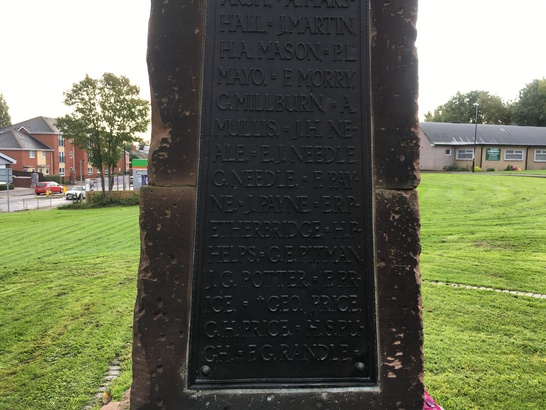 HALL · J.MARTIN,
H.A. MASON, · P.L.
MAYO. · F. MORRY,
G.MILLBURN, · A.
MULLIS. · J.H. NE-
ALE · E.J. NEEDLE,
G.NEEDLE, · F. PAY-
NE · J. PAYNE · E.R.P-
ETHERBRIDGE · H.P-
HELPS · G.E. PITMAN,
J.G. POTTER, · F. PR-
ICE, · *GEO. PRICE,
G.H. PRICE, · H.S. PU-
GH. · F.G. RANDLE ·